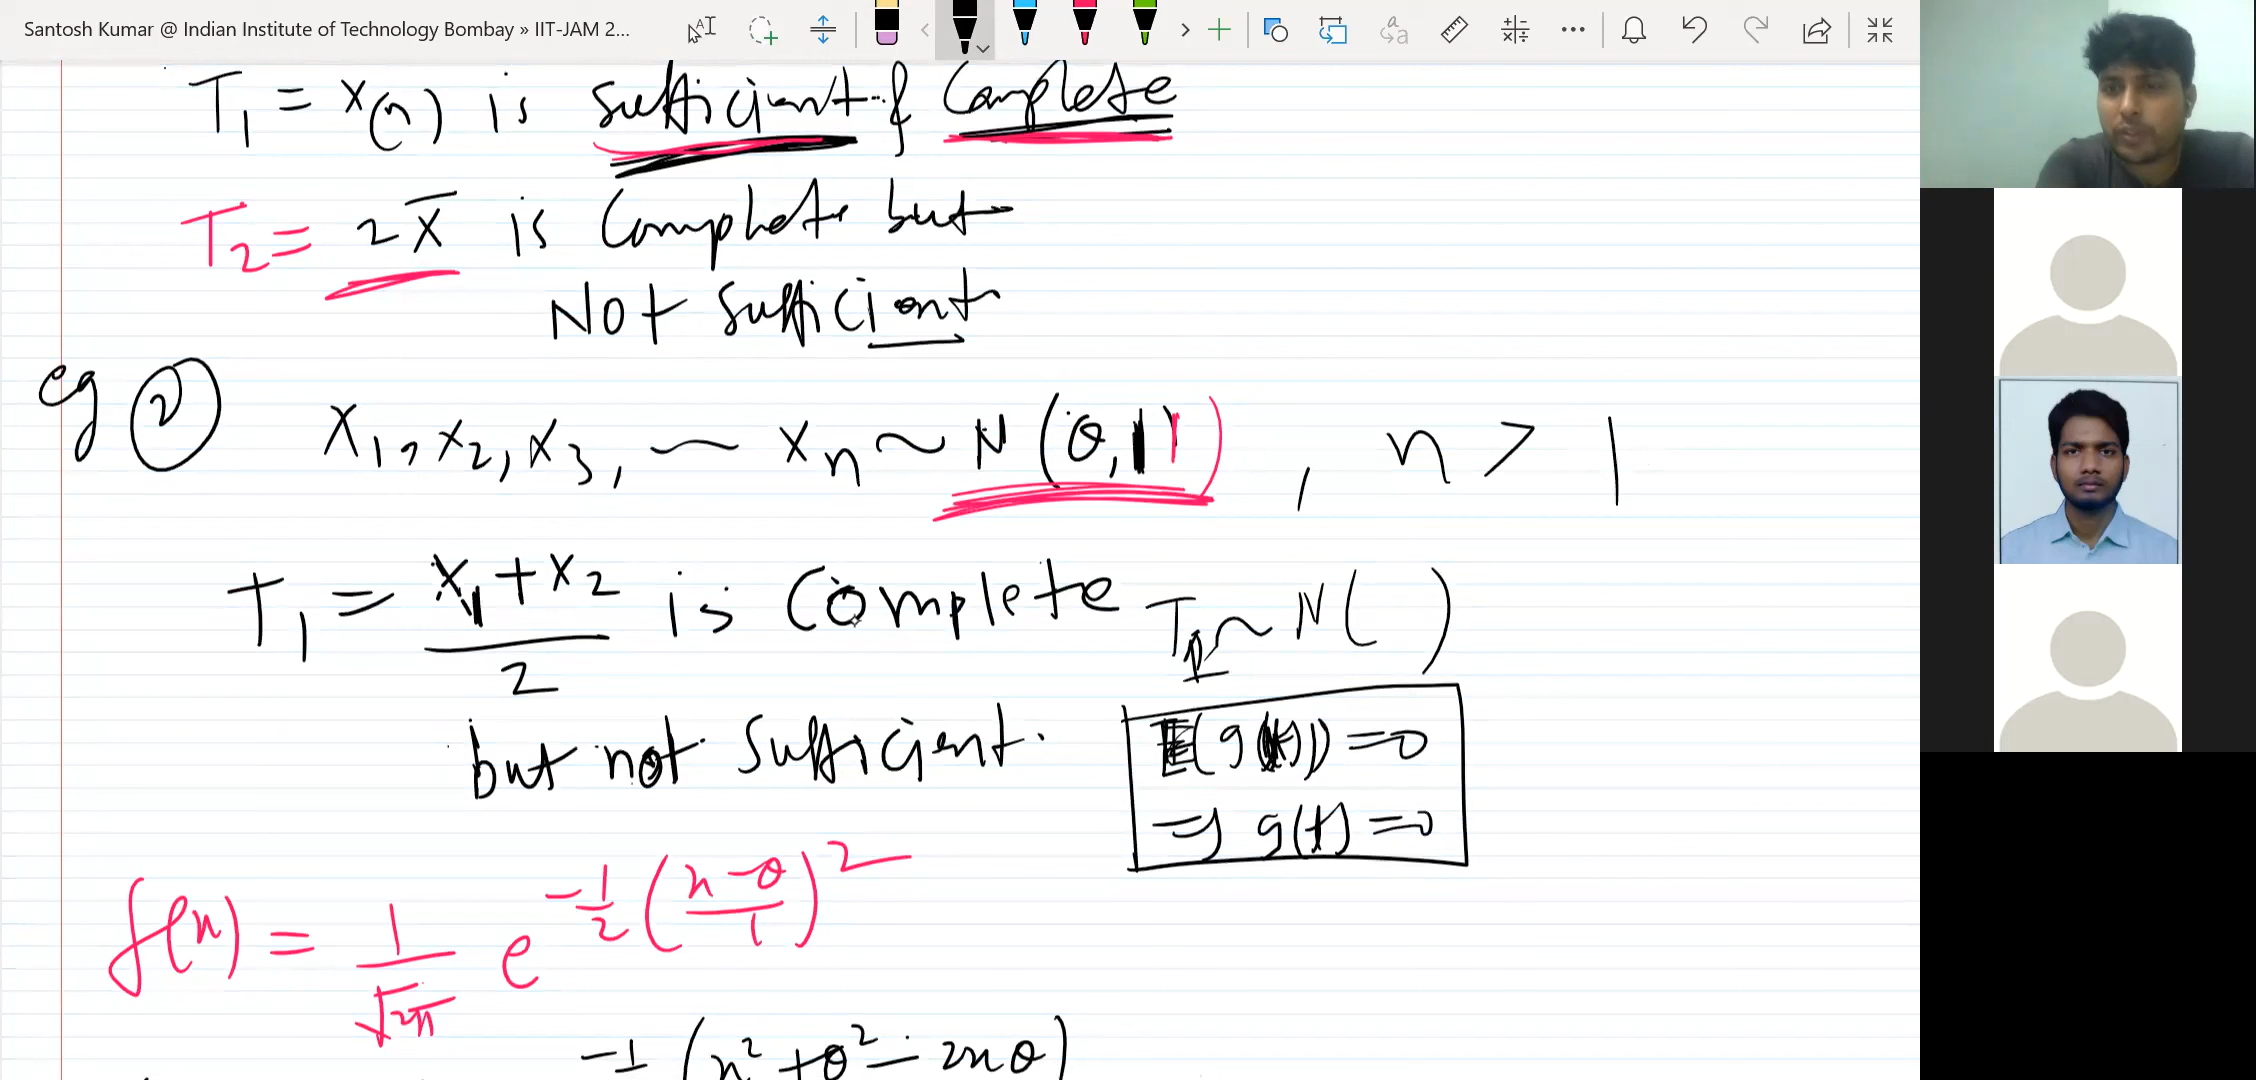 Santosh Kumar @ Indian Institute of Technology Bombay » IIT-JAM 2...
T₁ = X(n) is sufficient & Complete
T₂ = 2X̅ is Complete but
NOT Sufficient
eg ②
X₁, X₂, X₃, — Xn ~ N(θ, 1) , n > 1
T₁ = (X₁ + X₂)/2 is Complete T₁ ~ N( )
but not Sufficient.
E(g(t)) = 0
⇒ g(t) = 0
f(x) = 1/√2π e^(-1/2 ((x-θ)/1)²)
-1 (x² + θ² - 2xθ)